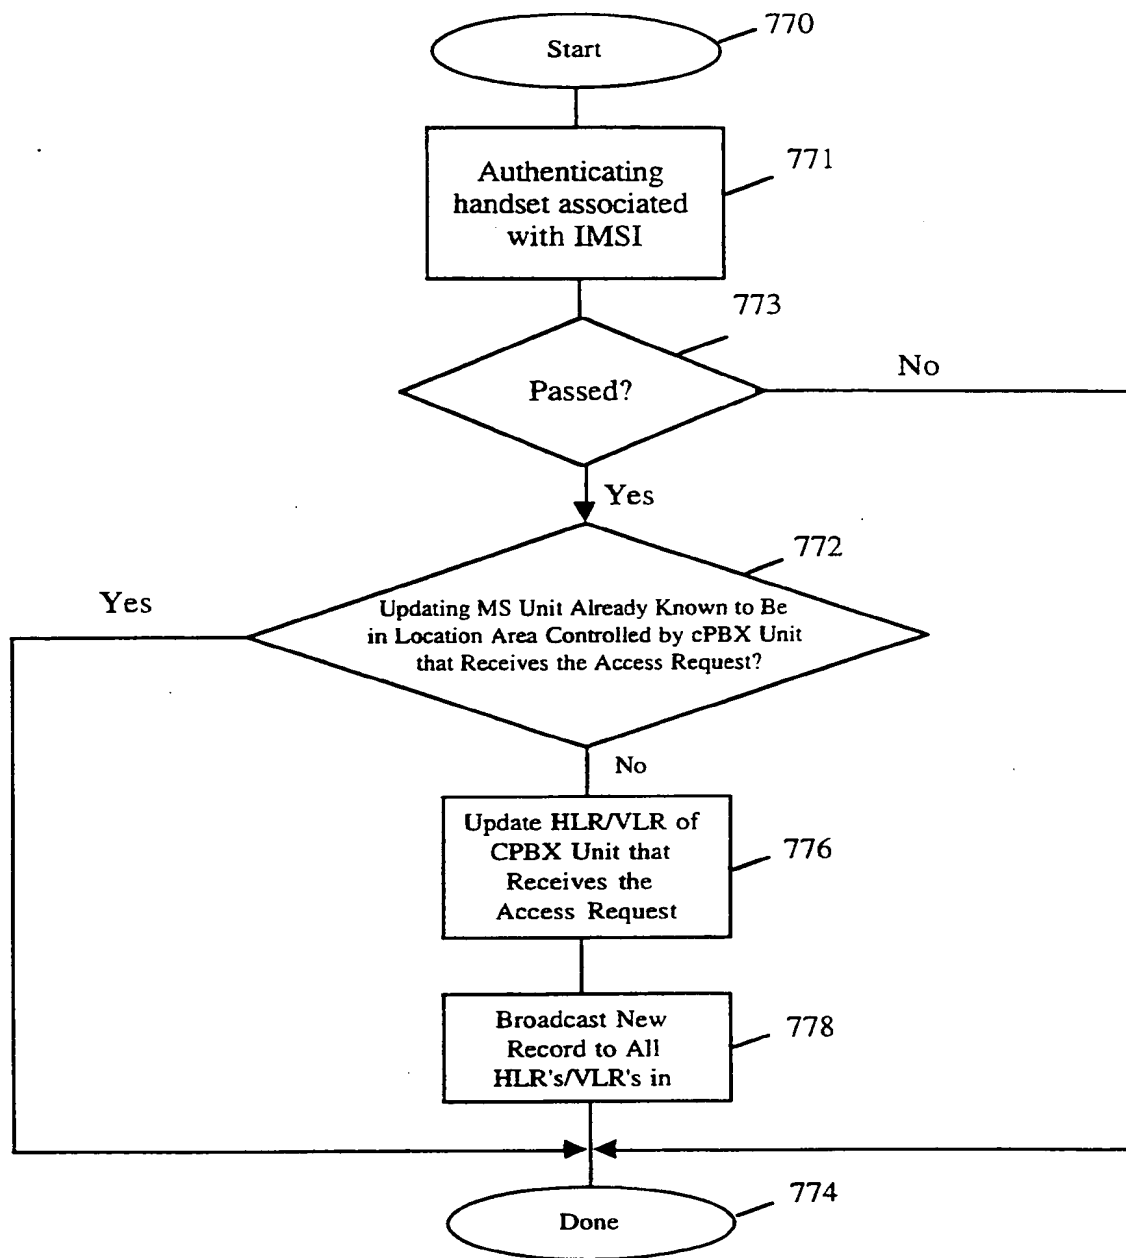 770
Start
771
Authenticating
handset associated
with IMSI
773
Passed?
No
Yes
772
Yes
Updating MS Unit Already Known to Be
in Location Area Controlled by cPBX Unit
that Receives the Access Request?
No
Update HLR/VLR of
CPBX Unit that
Receives the
Access Request
776
Broadcast New
Record to All
HLR's/VLR's in
778
774
Done